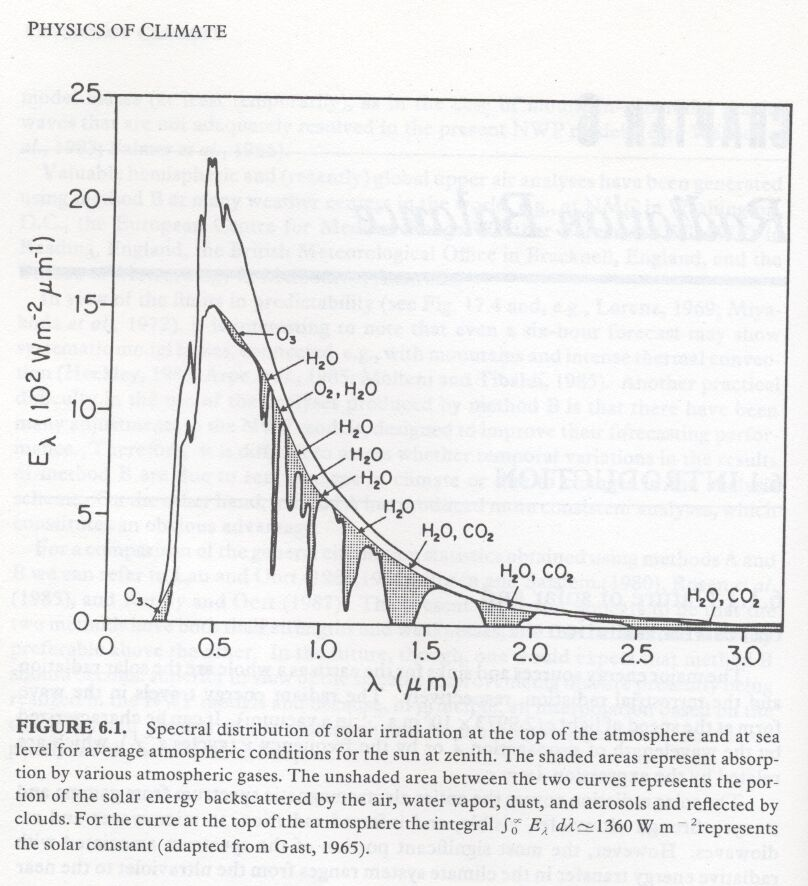 PHYSICS OF CLIMATE
25
20
15
10
5
0
E λ (10² Wm⁻², μm⁻¹)
O₃
H₂O
O₂, H₂O
H₂O
H₂O
H₂O
H₂O
H₂O, CO₂
H₂O, CO₂
H₂O, CO₂
O₃
0 0.5 1.0 1.5 2.0 2.5 3.0
λ (μm)
FIGURE 6.1. Spectral distribution of solar irradiation at the top of the atmosphere and at sea
level for average atmospheric conditions for the sun at zenith. The shaded areas represent absorp-
tion by various atmospheric gases. The unshaded area between the two curves represents the por-
tion of the solar energy backscattered by the air, water vapor, dust, and aerosols and reflected by
clouds. For the curve at the top of the atmosphere the integral ∫₀^∞ E_λ dλ≃1360 W m⁻² represents
the solar constant (adapted from Gast, 1965).